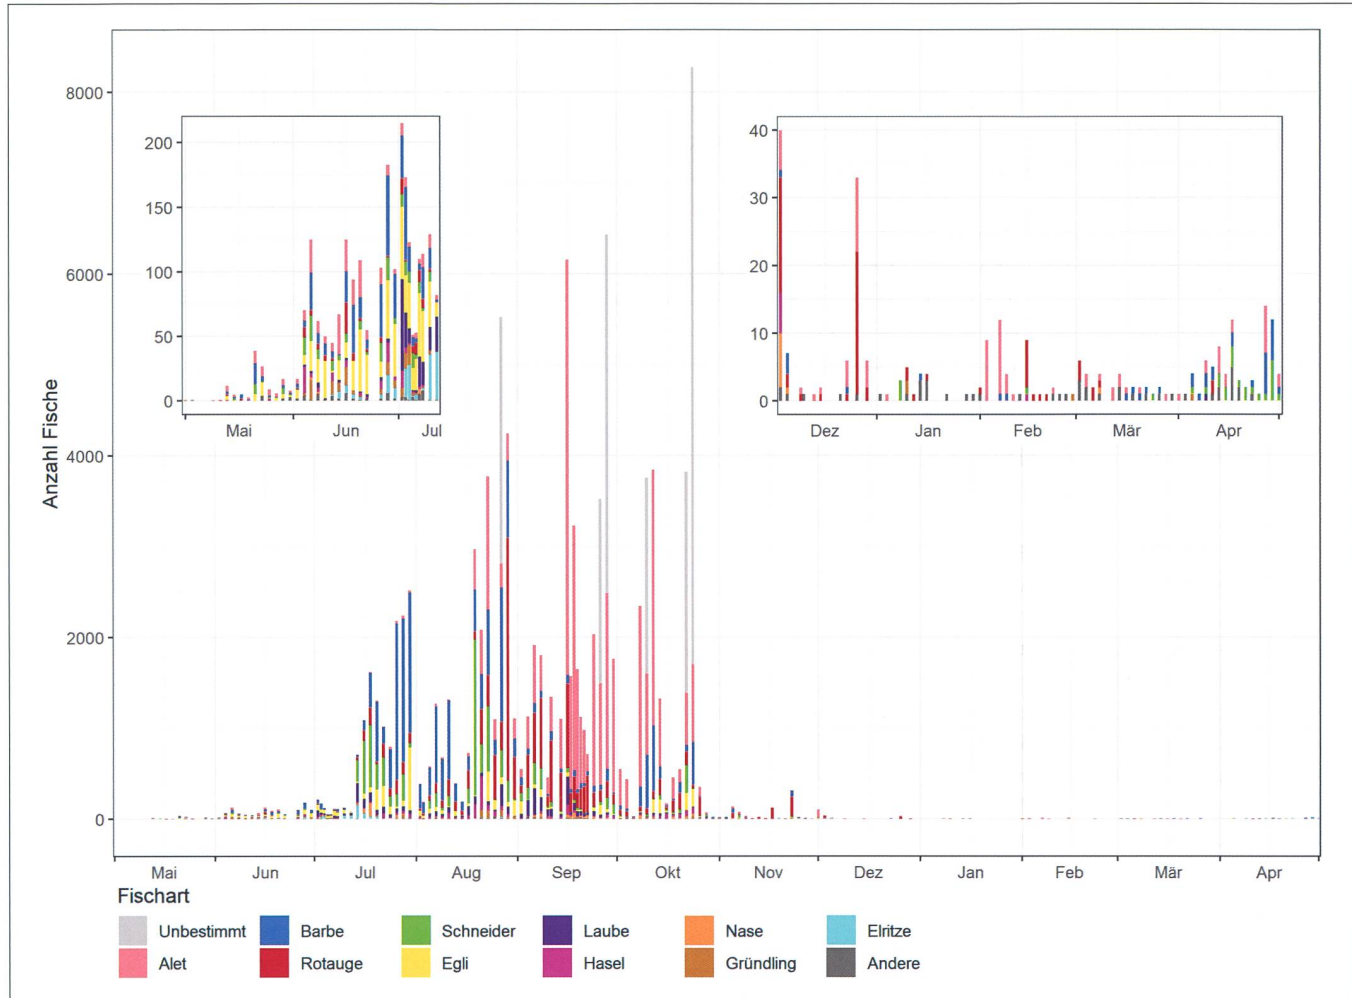 Anzahl Fische
8000
6000
4000
2000
0
200
150
100
50
0
Mai Jun Jul
40
30
20
10
0
Dez Jan Feb Mär Apr
Mai Jun Jul Aug Sep Okt Nov Dez Jan Feb Mär Apr
Fischart
Unbestimmt Barbe Schneider Laube Nase Elritze
Alet Rotauge Egli Hasel Gründling Andere